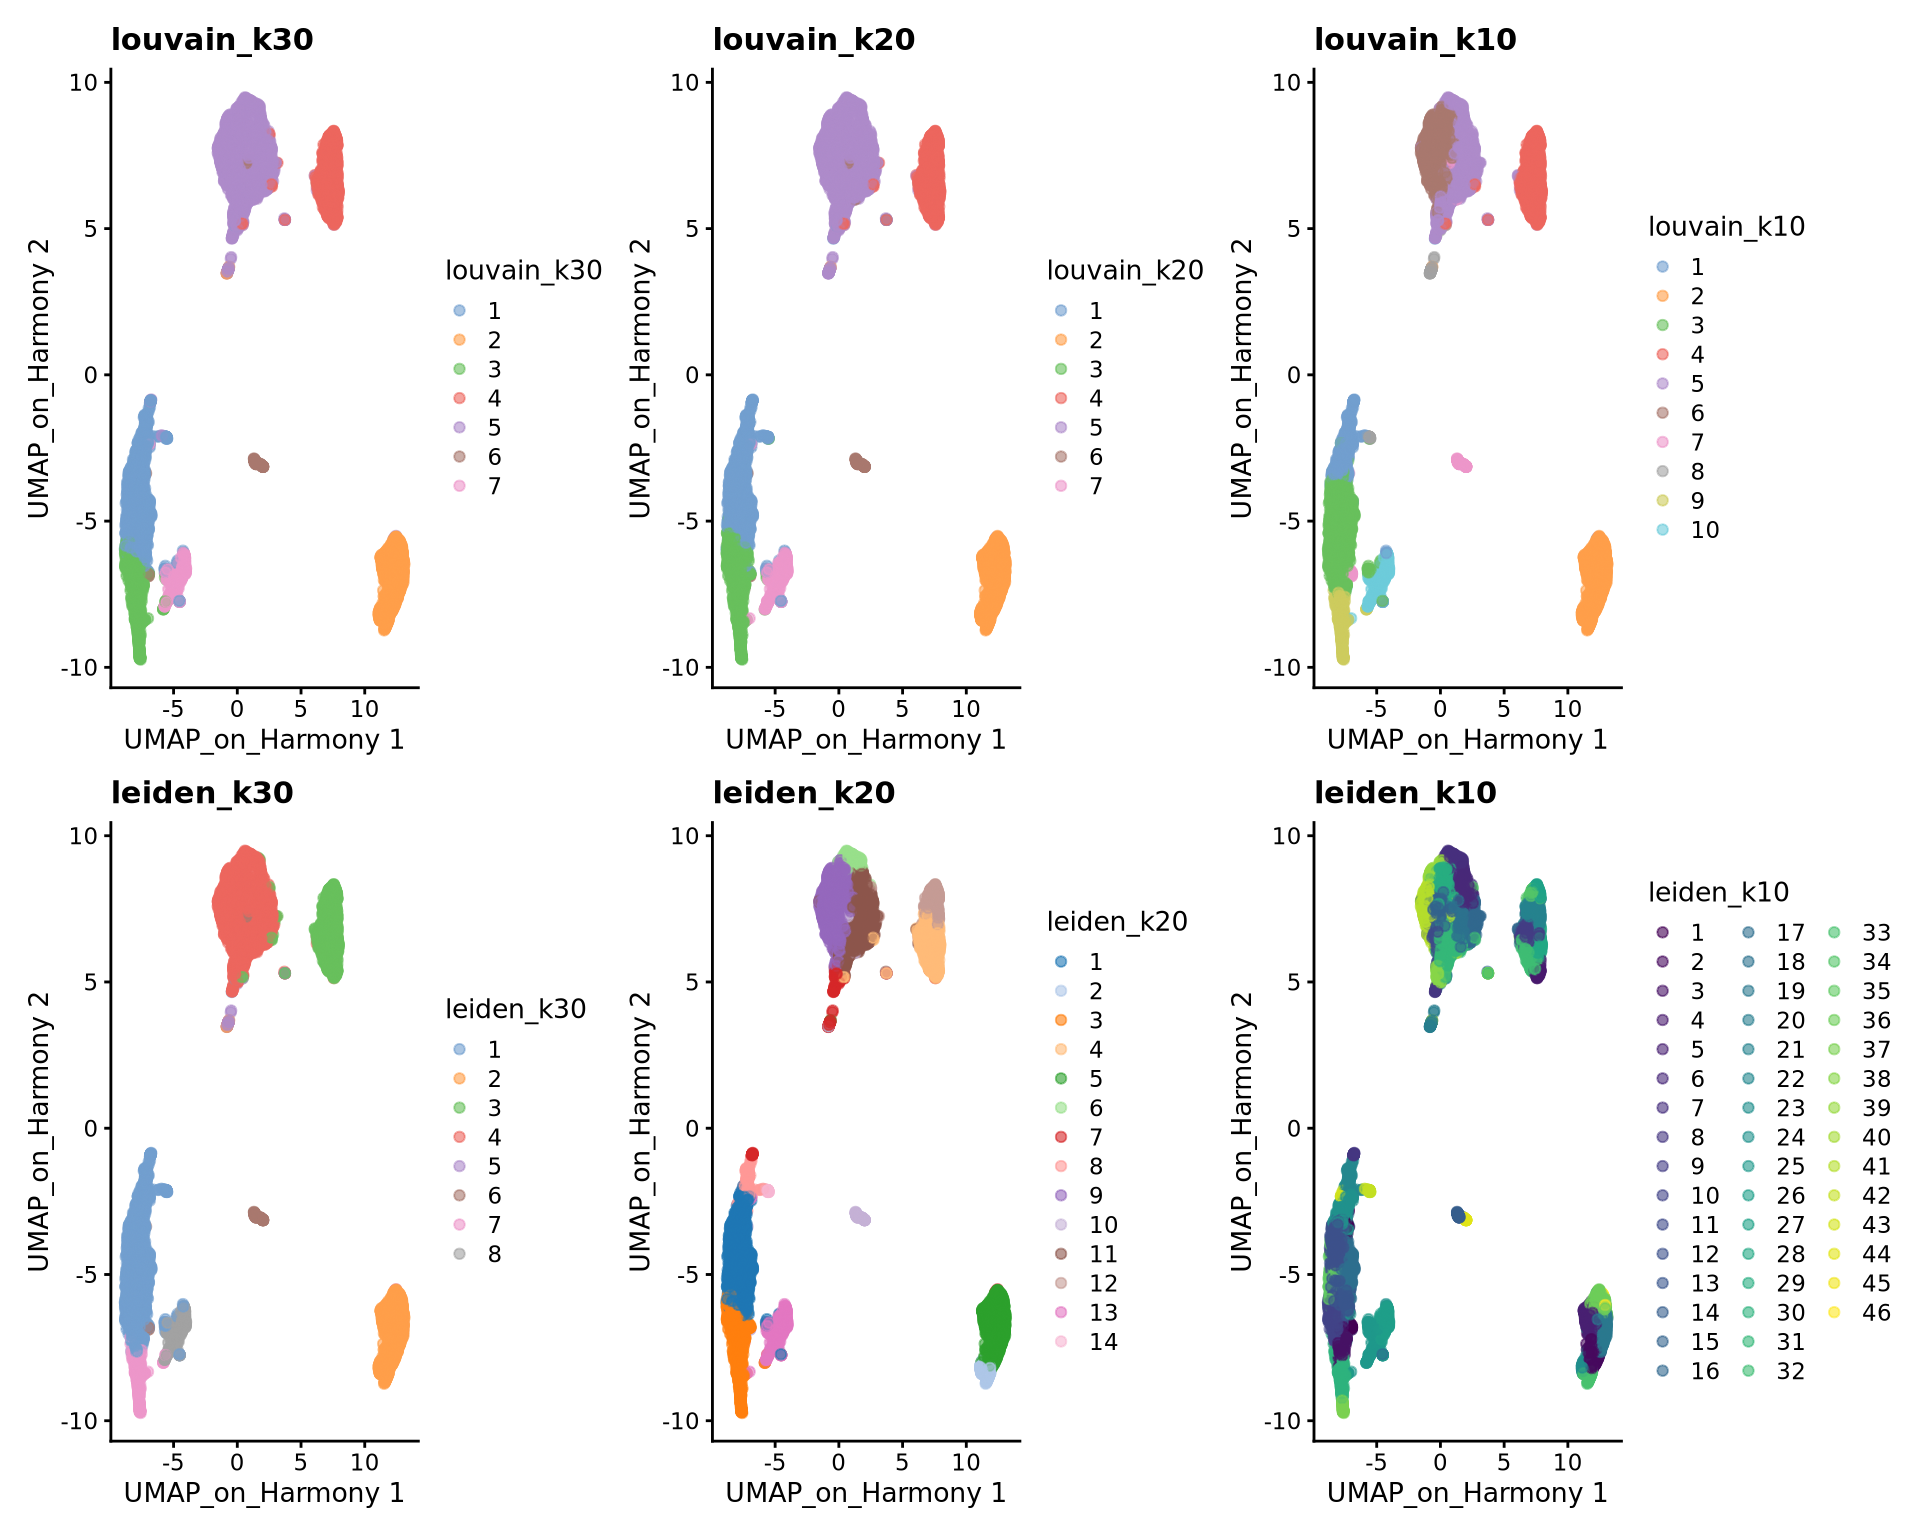 louvain_k30
10
5
0
-5
-10
-5 0 5 10
UMAP_on_Harmony 1
UMAP_on_Harmony 2
louvain_k30
1
2
3
4
5
6
7
louvain_k20
10
5
0
-5
-10
-5 0 5 10
UMAP_on_Harmony 1
UMAP_on_Harmony 2
louvain_k20
1
2
3
4
5
6
7
louvain_k10
10
5
0
-5
-10
-5 0 5 10
UMAP_on_Harmony 1
UMAP_on_Harmony 2
louvain_k10
1
2
3
4
5
6
7
8
9
10
leiden_k30
10
5
0
-5
-10
-5 0 5 10
UMAP_on_Harmony 1
UMAP_on_Harmony 2
leiden_k30
1
2
3
4
5
6
7
8
leiden_k20
10
5
0
-5
-10
-5 0 5 10
UMAP_on_Harmony 1
UMAP_on_Harmony 2
leiden_k20
1
2
3
4
5
6
7
8
9
10
11
12
13
14
leiden_k10
10
5
0
-5
-10
-5 0 5 10
UMAP_on_Harmony 1
UMAP_on_Harmony 2
leiden_k10
1 17 33
2 18 34
3 19 35
4 20 36
5 21 37
6 22 38
7 23 39
8 24 40
9 25 41
10 26 42
11 27 43
12 28 44
13 29 45
14 30 46
15 31
16 32